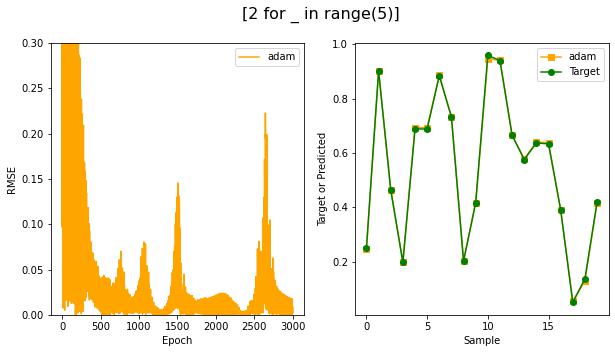 [2 for _ in range(5)]
0.30
0.25
0.20
0.15
0.10
0.05
0.00
RMSE
0 500 1000 1500 2000 2500 3000
Epoch
adam
1.0
0.8
0.6
0.4
0.2
Target or Predicted
0 5 10 15
Sample
adam
Target